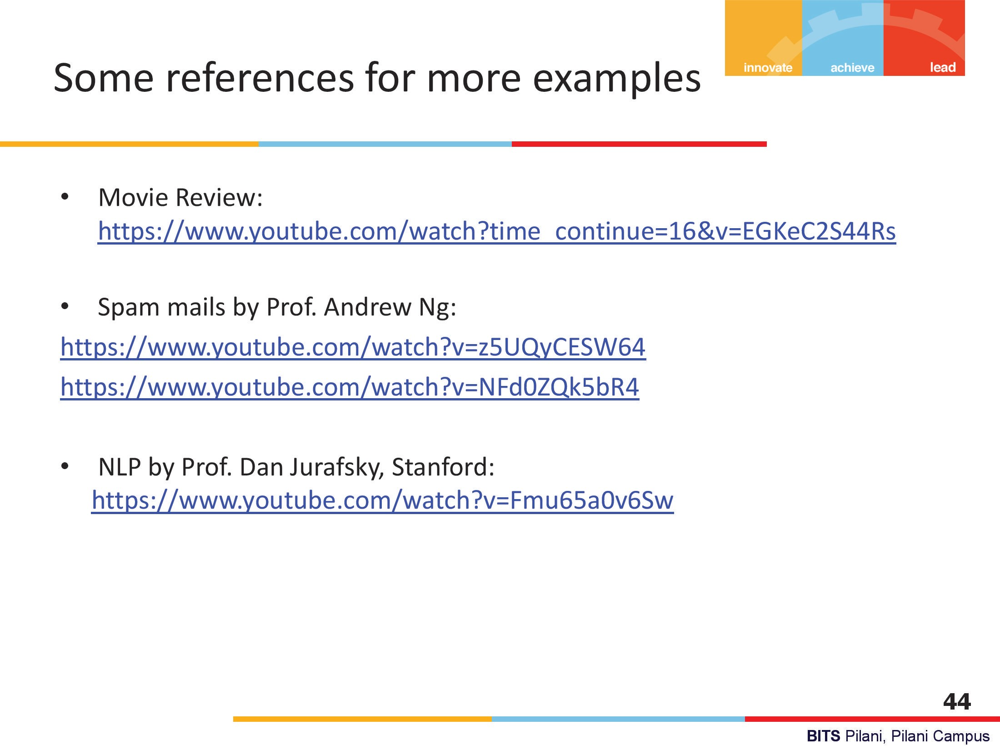 innovate achieve lead
Some references for more examples
• Movie Review:
https://www.youtube.com/watch?time_continue=16&v=EGKeC2S44Rs
• Spam mails by Prof. Andrew Ng:
https://www.youtube.com/watch?v=z5UQyCESW64
https://www.youtube.com/watch?v=NFd0ZQk5bR4
• NLP by Prof. Dan Jurafsky, Stanford:
https://www.youtube.com/watch?v=Fmu65a0v6Sw
44
BITS Pilani, Pilani Campus